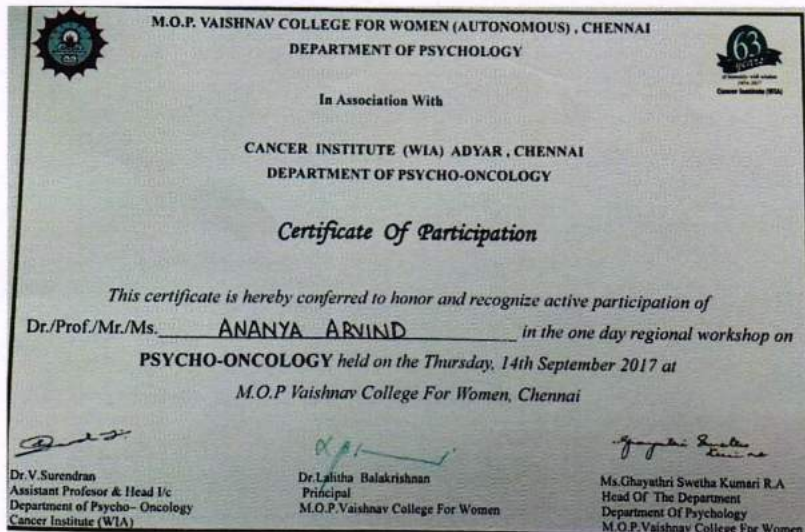 M.O.P. VAISHNAV COLLEGE FOR WOMEN (AUTONOMOUS) , CHENNAI
DEPARTMENT OF PSYCHOLOGY
63
years
Cancer Institute (WIA)
In Association With
CANCER INSTITUTE (WIA) ADYAR , CHENNAI
DEPARTMENT OF PSYCHO-ONCOLOGY
Certificate Of Participation
This certificate is hereby conferred to honor and recognize active participation of
Dr./Prof./Mr./Ms. ANANYA ARVIND in the one day regional workshop on
PSYCHO-ONCOLOGY held on the Thursday, 14th September 2017 at
M.O.P Vaishnav College For Women, Chennai
Dr.V.Surendran
Assistant Profesor & Head I/c
Department of Psycho– Oncology
Cancer Institute (WIA)
Dr.Lalitha Balakrishnan
Principal
M.O.P.Vaishnav College For Women
Ms.Ghayathri Swetha Kumari R.A
Head Of The Department
Department Of Psychology
M.O.P.Vaishnav College For Women